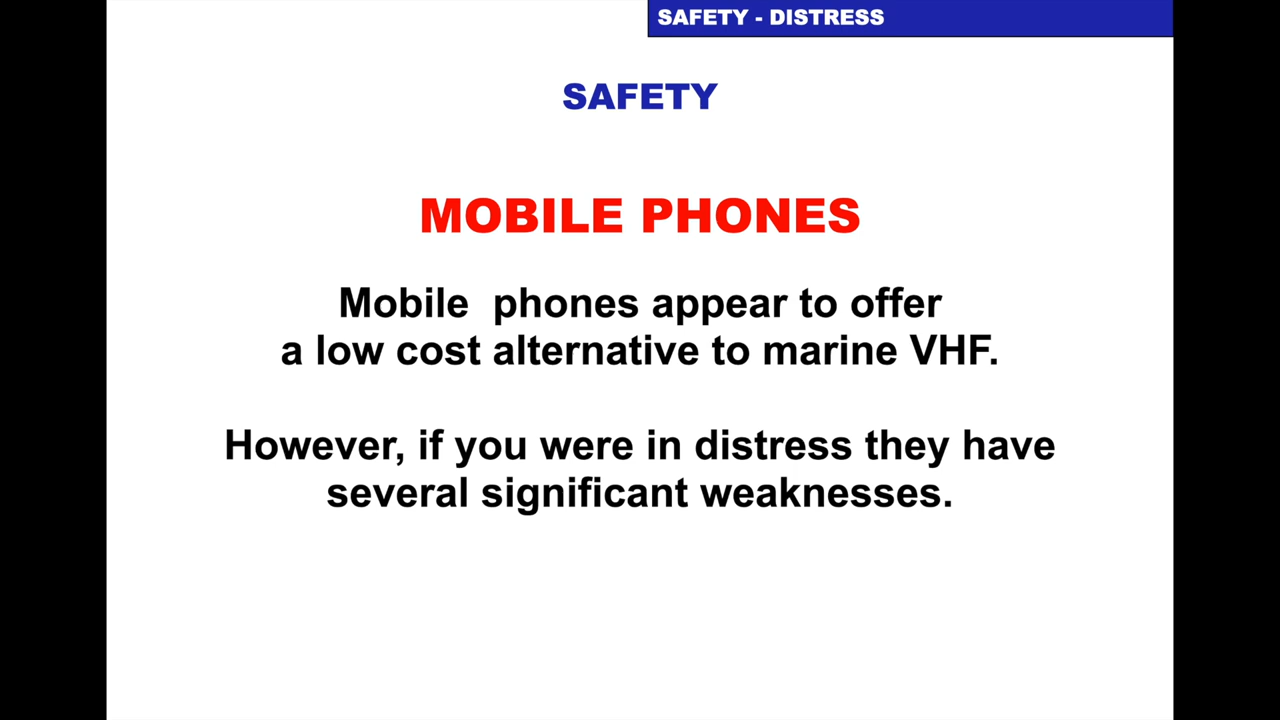 SAFETY - DISTRESS
SAFETY
MOBILE PHONES
Mobile  phones appear to offer
a low cost alternative to marine VHF.
However, if you were in distress they have
several significant weaknesses.